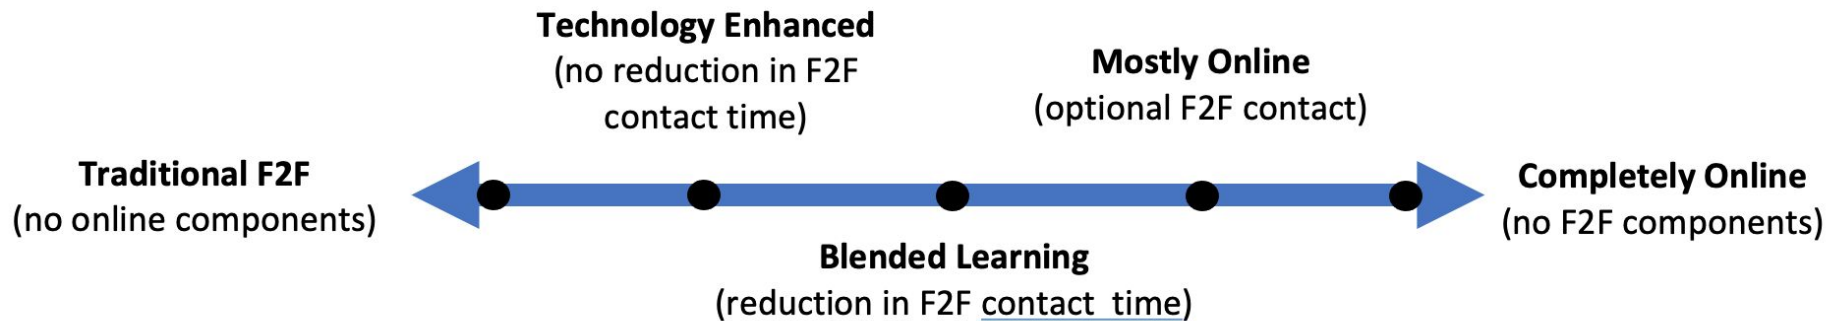 Technology Enhanced
(no reduction in F2F
contact time)
Mostly Online
(optional F2F contact)
Traditional F2F
(no online components)
Completely Online
(no F2F components)
Blended Learning
(reduction in F2F contact  time)